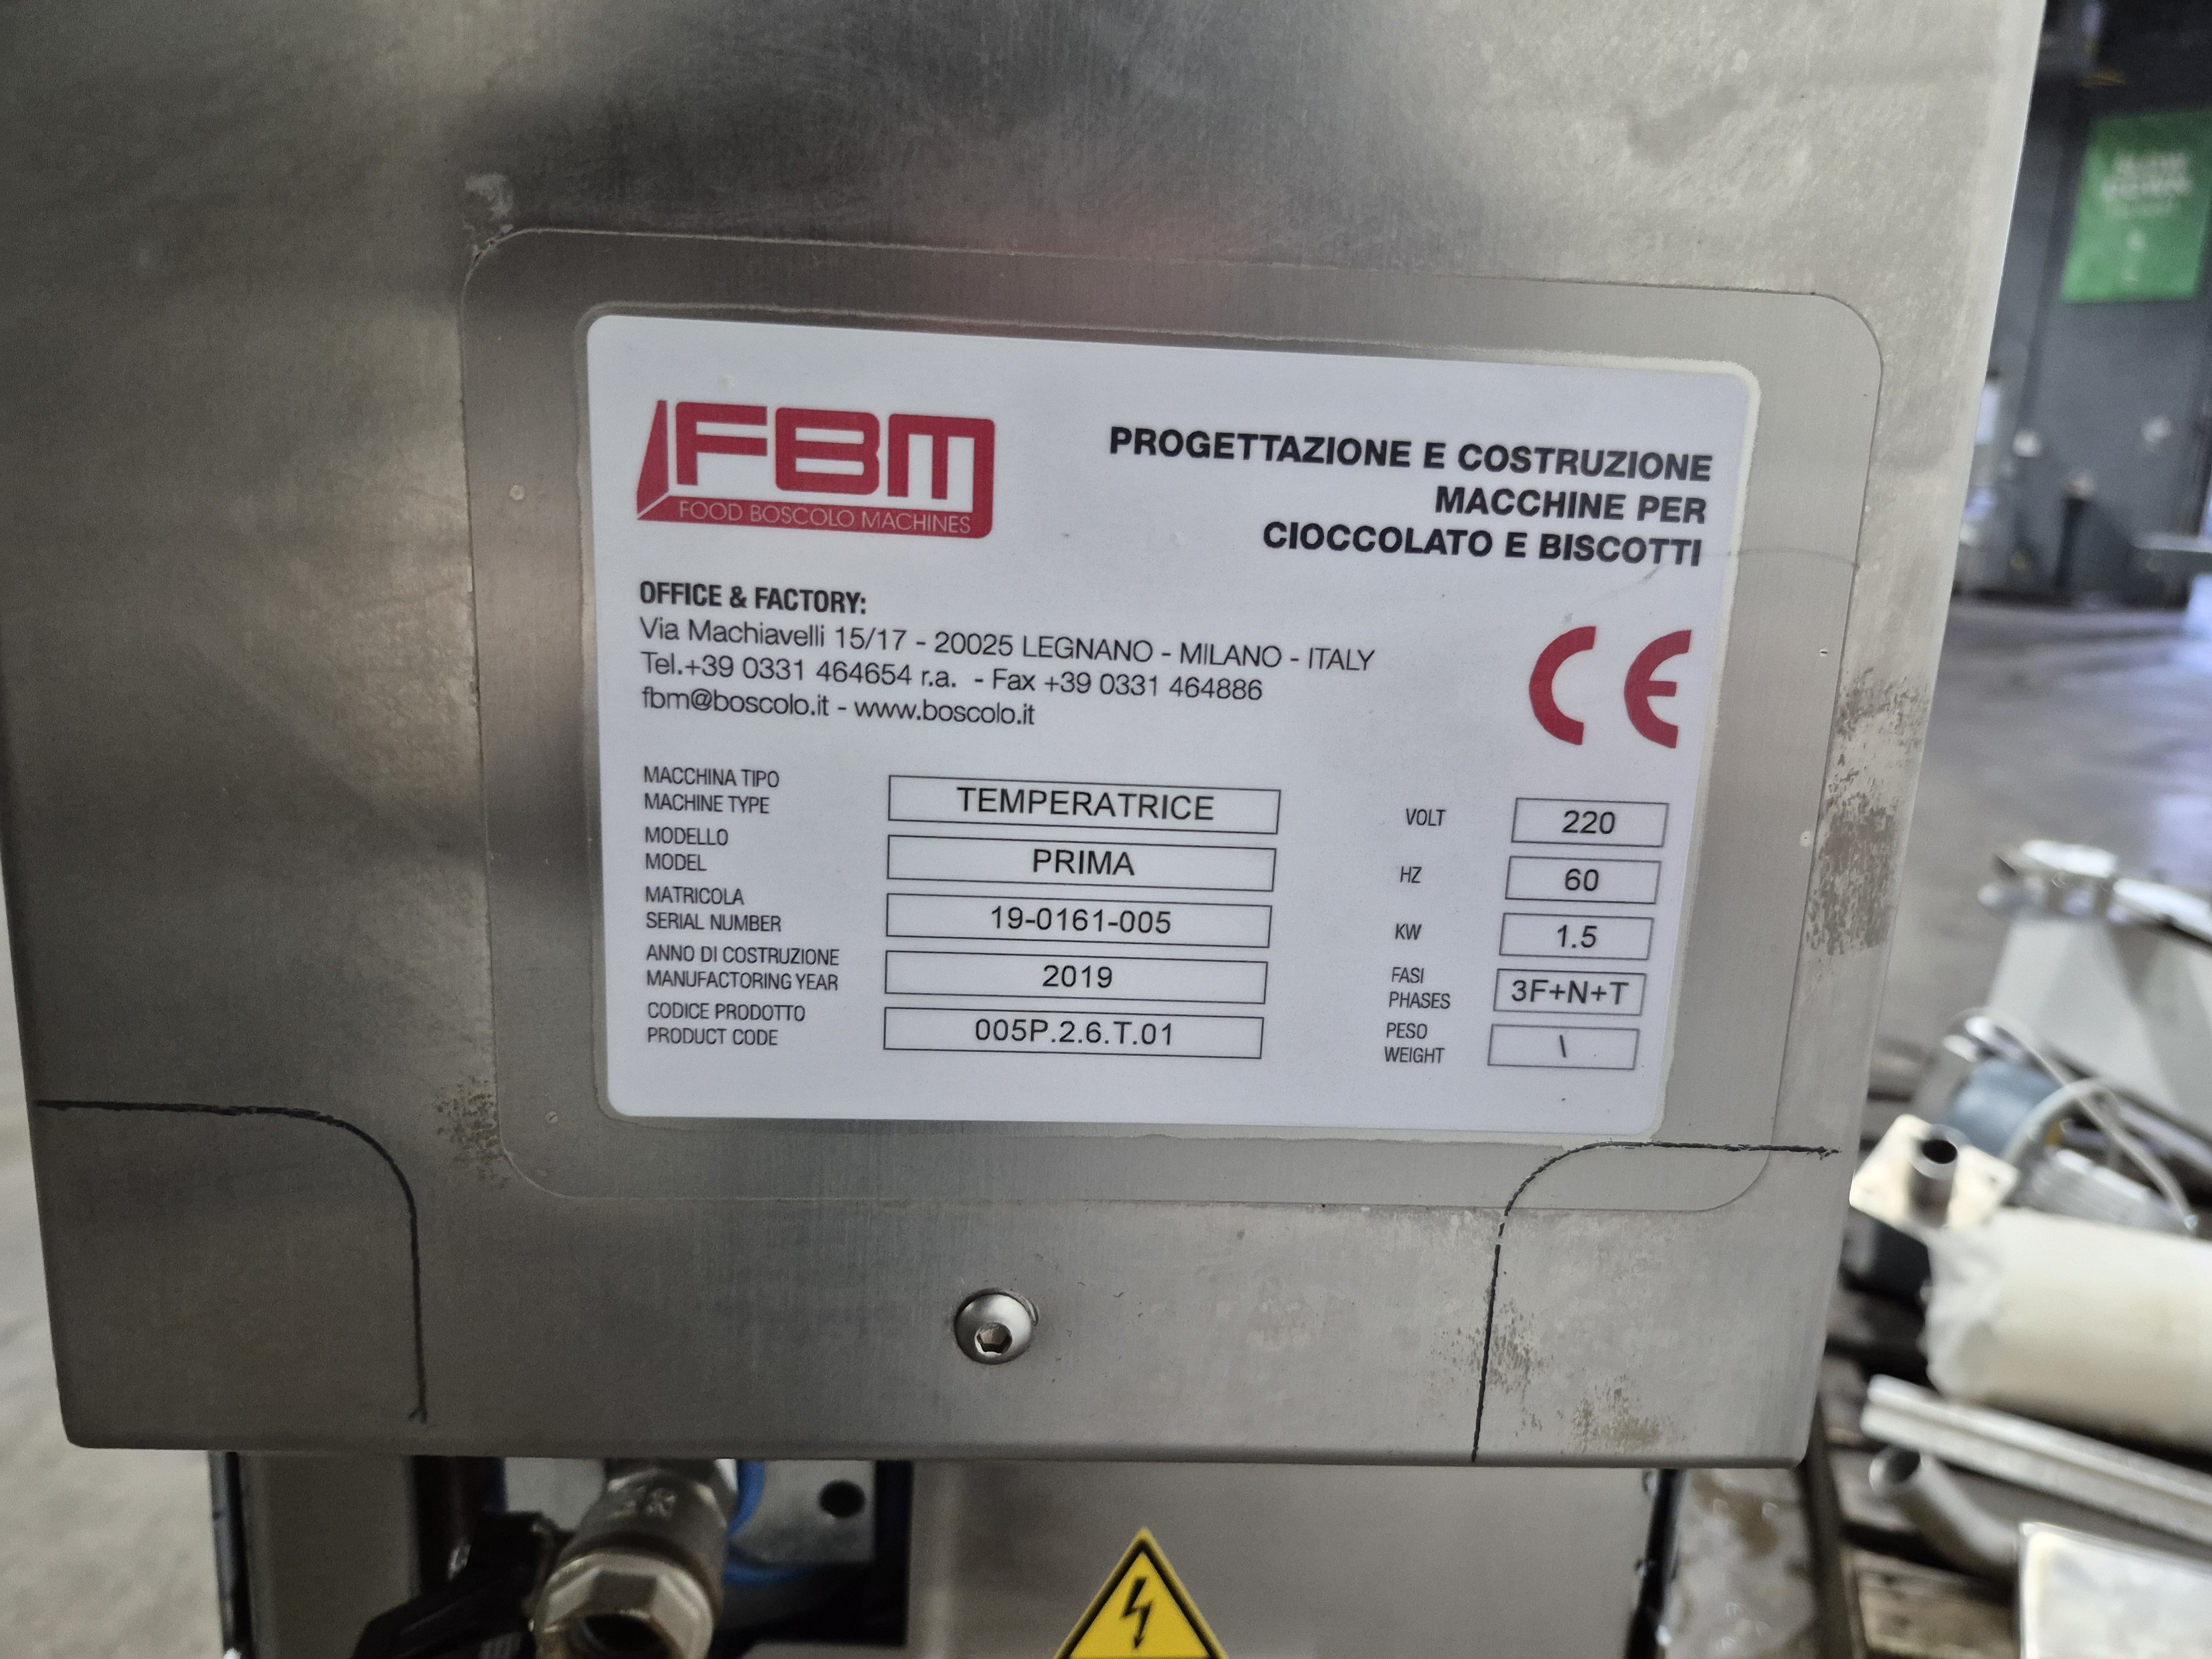 FBM
FOOD BOSCOLO MACHINES
PROGETTAZIONE E COSTRUZIONE
MACCHINE PER
CIOCCOLATO E BISCOTTI
OFFICE & FACTORY:
Via Machiavelli 15/17 - 20025 LEGNANO - MILANO - ITALY
Tel.+39 0331 464654 r.a. - Fax +39 0331 464886
fbm@boscolo.it - www.boscolo.it
CE
MACCHINA TIPO
MACHINE TYPE
TEMPERATRICE
MODELLO
MODEL
PRIMA
MATRICOLA
SERIAL NUMBER
19-0161-005
ANNO DI COSTRUZIONE
MANUFACTORING YEAR
2019
CODICE PRODOTTO
PRODUCT CODE
005P.2.6.T.01
VOLT
220
HZ
60
KW
1.5
FASI
PHASES
3F+N+T
PESO
WEIGHT
\